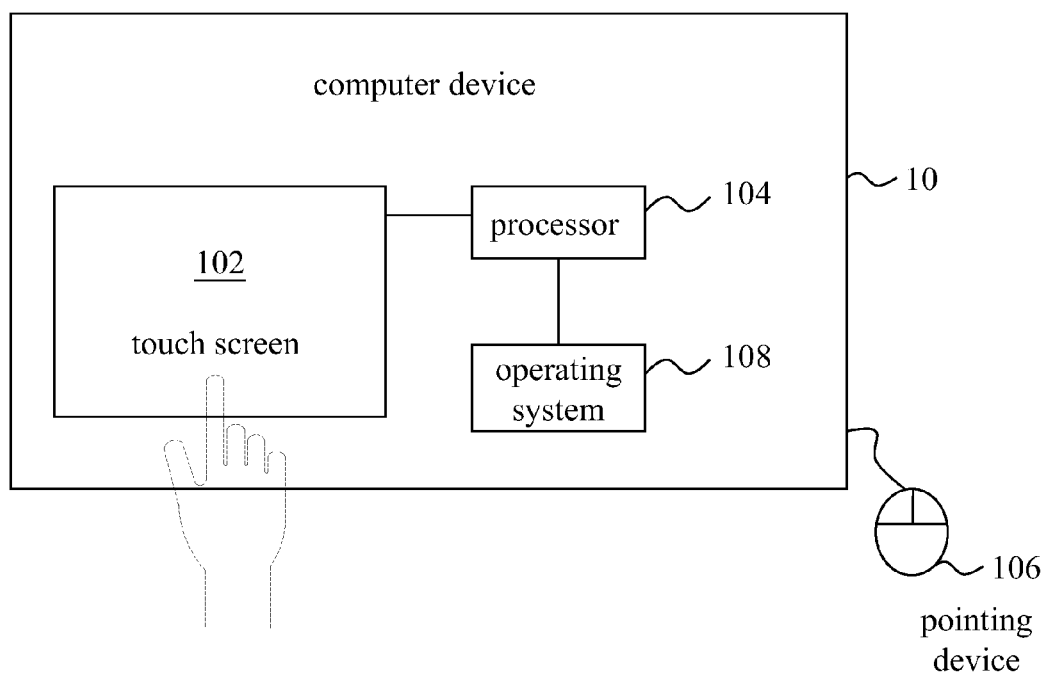 computer device
10
104
processor
102
touch screen
108
operating
system
106
pointing
device